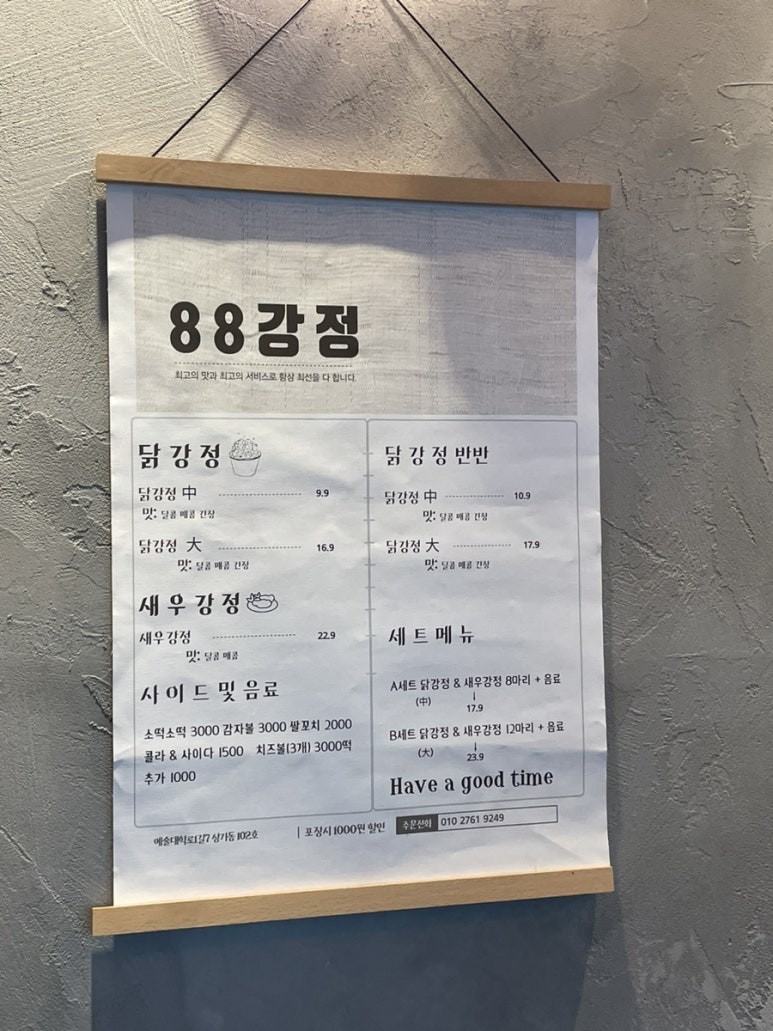 88강정
최고의 맛과 최고의 서비스로 항상 최선을 다 합니다.
닭강정
닭강정 中 9.9
맛: 달콤 매콤 간장
닭강정 大 16.9
맛: 달콤 매콤 간장
새우강정
새우강정 22.9
맛: 달콤 매콤
사이드 및 음료
소떡소떡 3000 감자볼 3000 쌀꼬치 2000
콜라 & 사이다 1500 치즈볼(3개) 3000떡
추가 1000
닭강정반반
닭강정 中 10.9
맛: 달콤 매콤 간장
닭강정 大 17.9
맛: 달콤 매콤 간장
세트메뉴
A세트 닭강정 & 새우강정 8마리 + 음료
(中) ↓
17.9
B세트 닭강정 & 새우강정 12마리 + 음료
(大) ↓
23.9
Have a good time
예술대학로1길7 상가동 102호 | 포장시 1000원 할인 주문전화 010 2761 9249